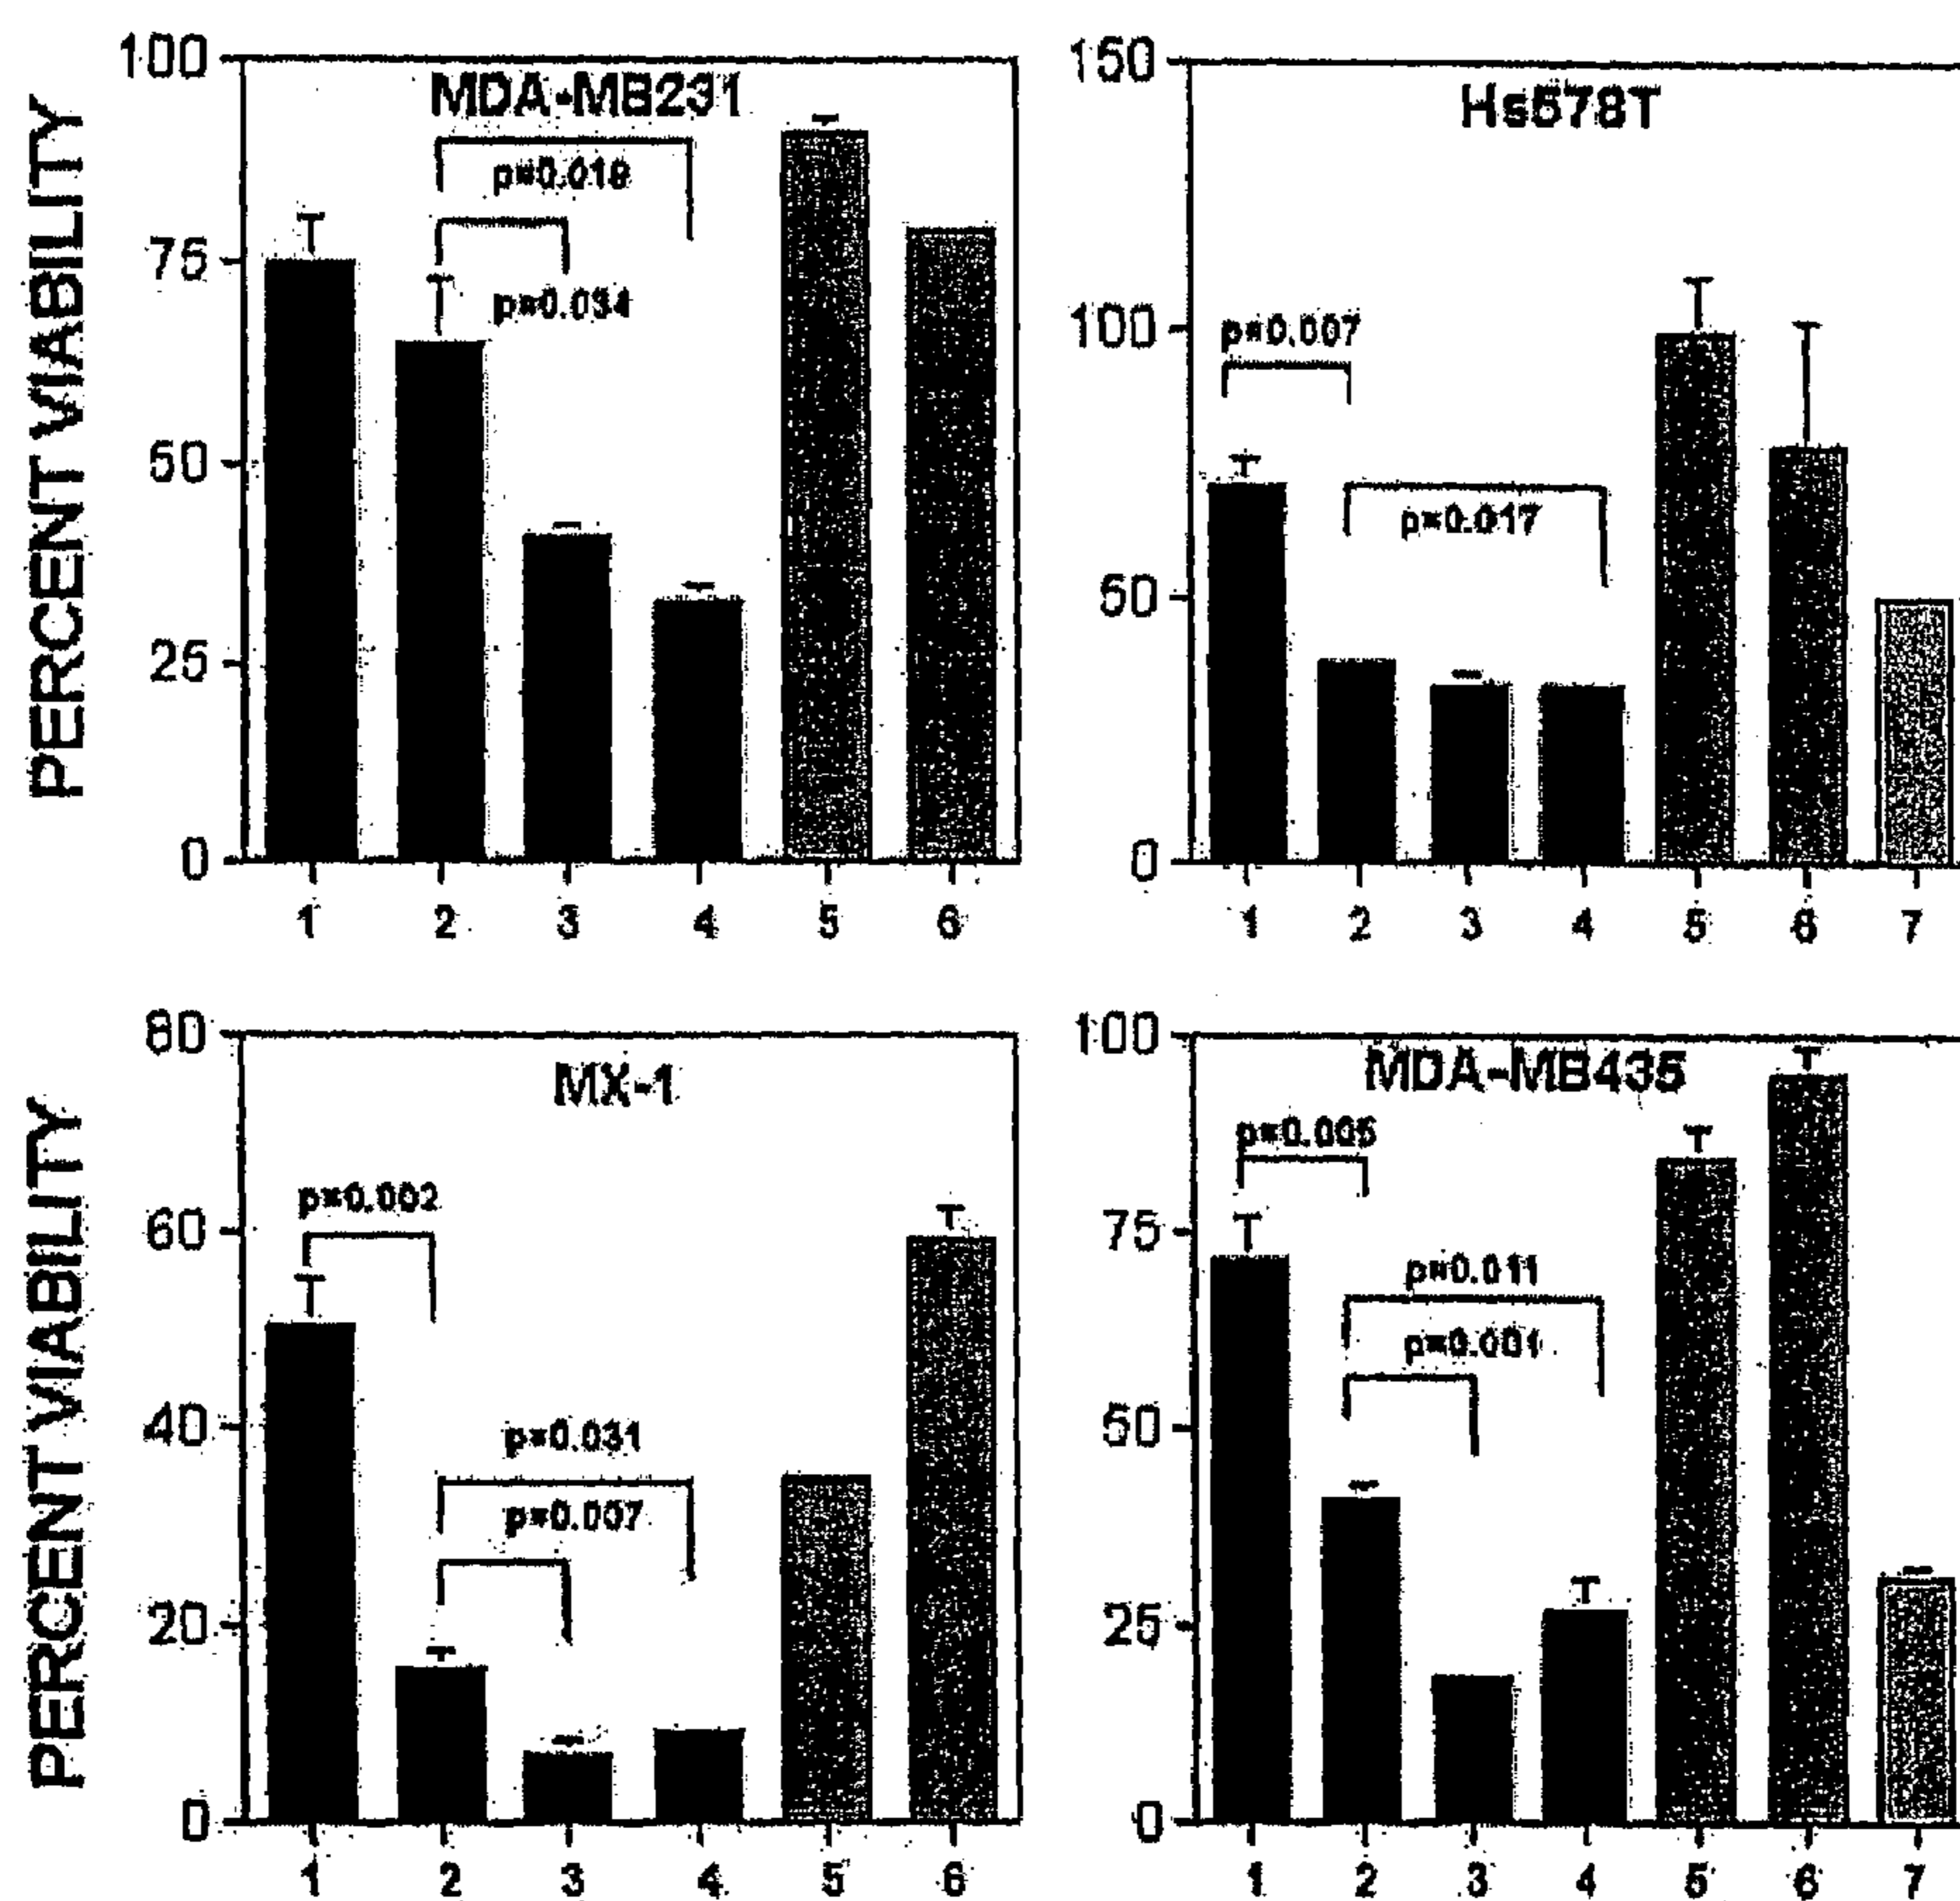 PERCENT VIABILITY
100
75
50
25
0
MDA-MB231
p=0.019
p=0.034
1 2 3 4 5 6
150
100
50
0
Hs578T
p=0.007
p=0.017
1 2 3 4 5 6 7
PERCENT VIABILITY
80
60
40
20
0
MX-1
p=0.002
p=0.031
p=0.007
1 2 3 4 5 6
100
75
50
25
0
MDA-MB435
p=0.005
p=0.011
p=0.001
1 2 3 4 5 6 7